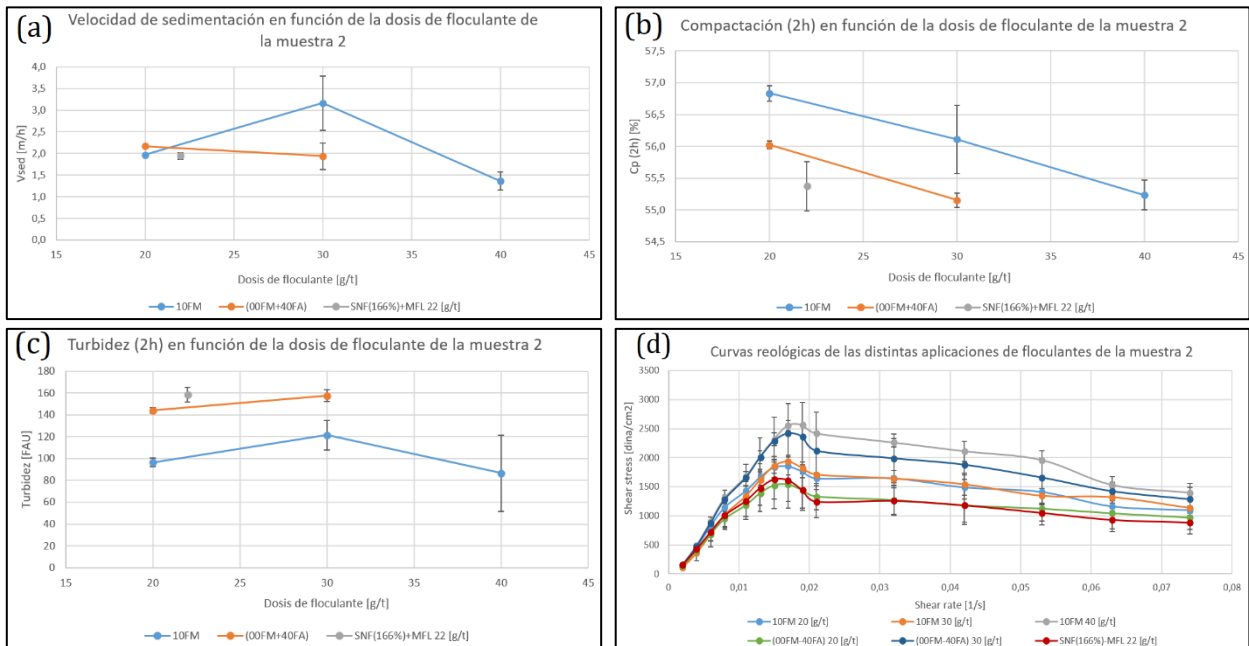 (a)
Velocidad de sedimentación en función de la dosis de floculante de
la muestra 2
Vsed [m/h]
4,0
3,5
3,0
2,5
2,0
1,5
1,0
0,5
0,0
15 20 25 30 35 40 45
Dosis de floculante [g/t]
10FM (00FM+40FA) SNF(166%)+MFL 22 [g/t]
(b)
Compactación (2h) en función de la dosis de floculante de la muestra 2
Cp (2h) [%]
57,5
57,0
56,5
56,0
55,5
55,0
54,5
15 20 25 30 35 40 45
Dosis de floculante [g/t]
10FM (00FM+40FA) SNF(166%)+MFL 22 [g/t]
(c)
Turbidez (2h) en función de la dosis de floculante de la muestra 2
Turbidez [FAU]
180
160
140
120
100
80
60
40
20
0
15 20 25 30 35 40 45
Dosis de floculante [g/t]
10FM (00FM+40FA) SNF(166%)+MFL 22 [g/t]
(d)
Curvas reológicas de las distintas aplicaciones de floculantes de la muestra 2
Shear stress [dina/cm2]
3500
3000
2500
2000
1500
1000
500
0
0 0,01 0,02 0,03 0,04 0,05 0,06 0,07 0,08
Shear rate [1/s]
10FM 20 [g/t] 10FM 30 [g/t] 10FM 40 [g/t]
(00FM-40FA) 20 [g/t] (00FM-40FA) 30 [g/t] SNF(166%)-MFL 22 [g/t]